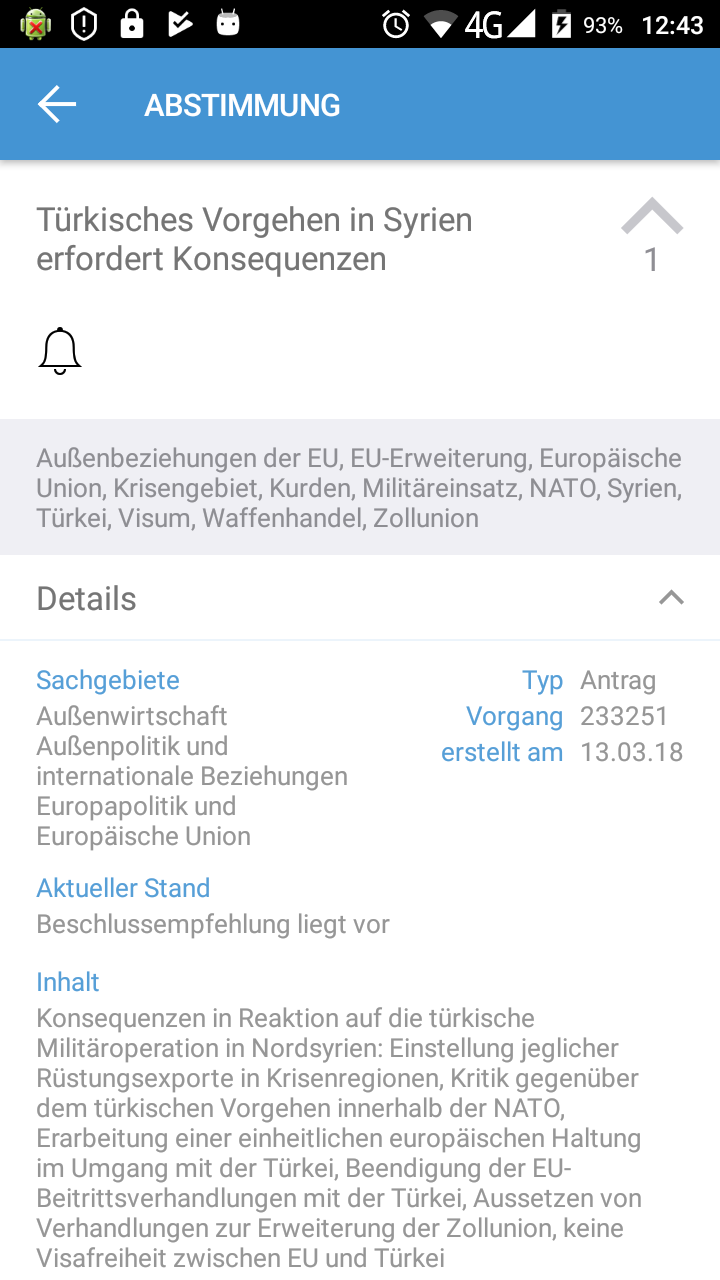 4G 93% 12:43
ABSTIMMUNG
Türkisches Vorgehen in Syrien
erfordert Konsequenzen
1
Außenbeziehungen der EU, EU-Erweiterung, Europäische
Union, Krisengebiet, Kurden, Militäreinsatz, NATO, Syrien,
Türkei, Visum, Waffenhandel, Zollunion
Details
Sachgebiete
Außenwirtschaft
Außenpolitik und
internationale Beziehungen
Europapolitik und
Europäische Union
Typ Antrag
Vorgang 233251
erstellt am 13.03.18
Aktueller Stand
Beschlussempfehlung liegt vor
Inhalt
Konsequenzen in Reaktion auf die türkische
Militäroperation in Nordsyrien: Einstellung jeglicher
Rüstungsexporte in Krisenregionen, Kritik gegenüber
dem türkischen Vorgehen innerhalb der NATO,
Erarbeitung einer einheitlichen europäischen Haltung
im Umgang mit der Türkei, Beendigung der EU-
Beitrittsverhandlungen mit der Türkei, Aussetzen von
Verhandlungen zur Erweiterung der Zollunion, keine
Visafreiheit zwischen EU und Türkei